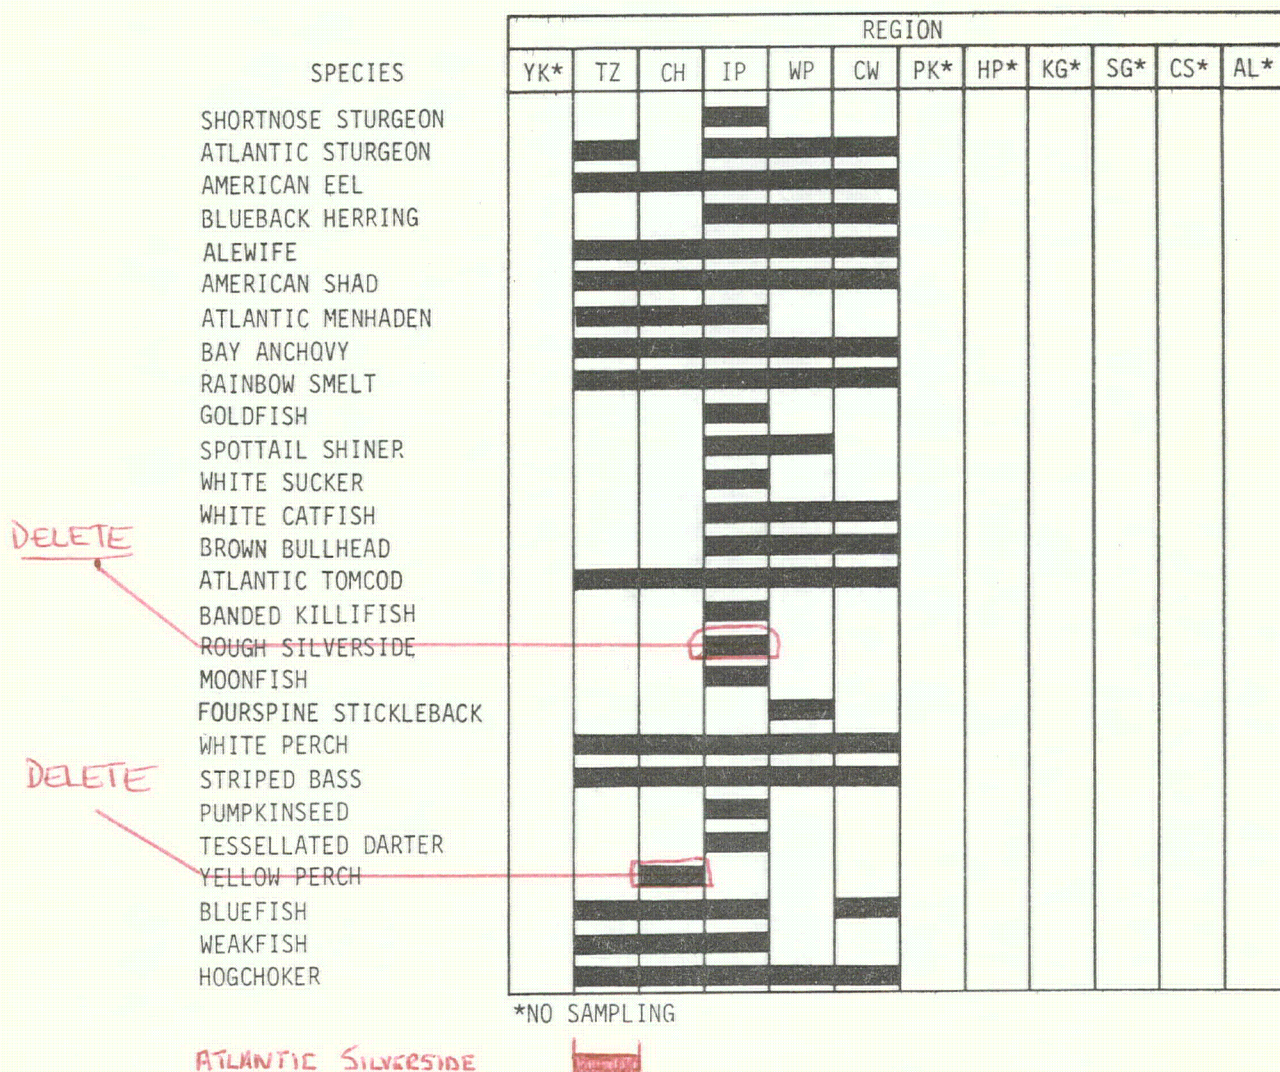 REGION
SPECIES YK* TZ CH IP WP CW PK* HP* KG* SG* CS* AL*
SHORTNOSE STURGEON
ATLANTIC STURGEON
AMERICAN EEL
BLUEBACK HERRING
ALEWIFE
AMERICAN SHAD
ATLANTIC MENHADEN
BAY ANCHOVY
RAINBOW SMELT
GOLDFISH
SPOTTAIL SHINER
WHITE SUCKER
WHITE CATFISH
DELETE
BROWN BULLHEAD
ATLANTIC TOMCOD
BANDED KILLIFISH
ROUGH SILVERSIDE
MOONFISH
FOURSPINE STICKLEBACK
WHITE PERCH
DELETE
STRIPED BASS
PUMPKINSEED
TESSELLATED DARTER
YELLOW PERCH
BLUEFISH
WEAKFISH
HOGCHOKER
*NO SAMPLING
ATLANTIC SILVERSIDE